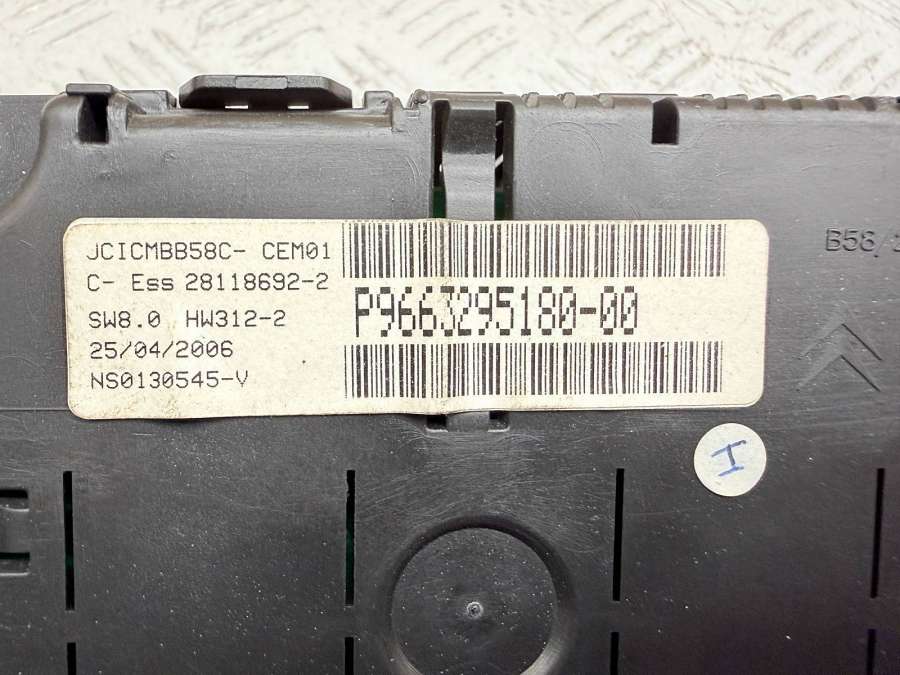 JCICMBB58C- CEM01
C- Ess 28118692-2
SW8.0 HW312-2
25/04/2006
NS0130545-V
P9663295180-00
B58/
H